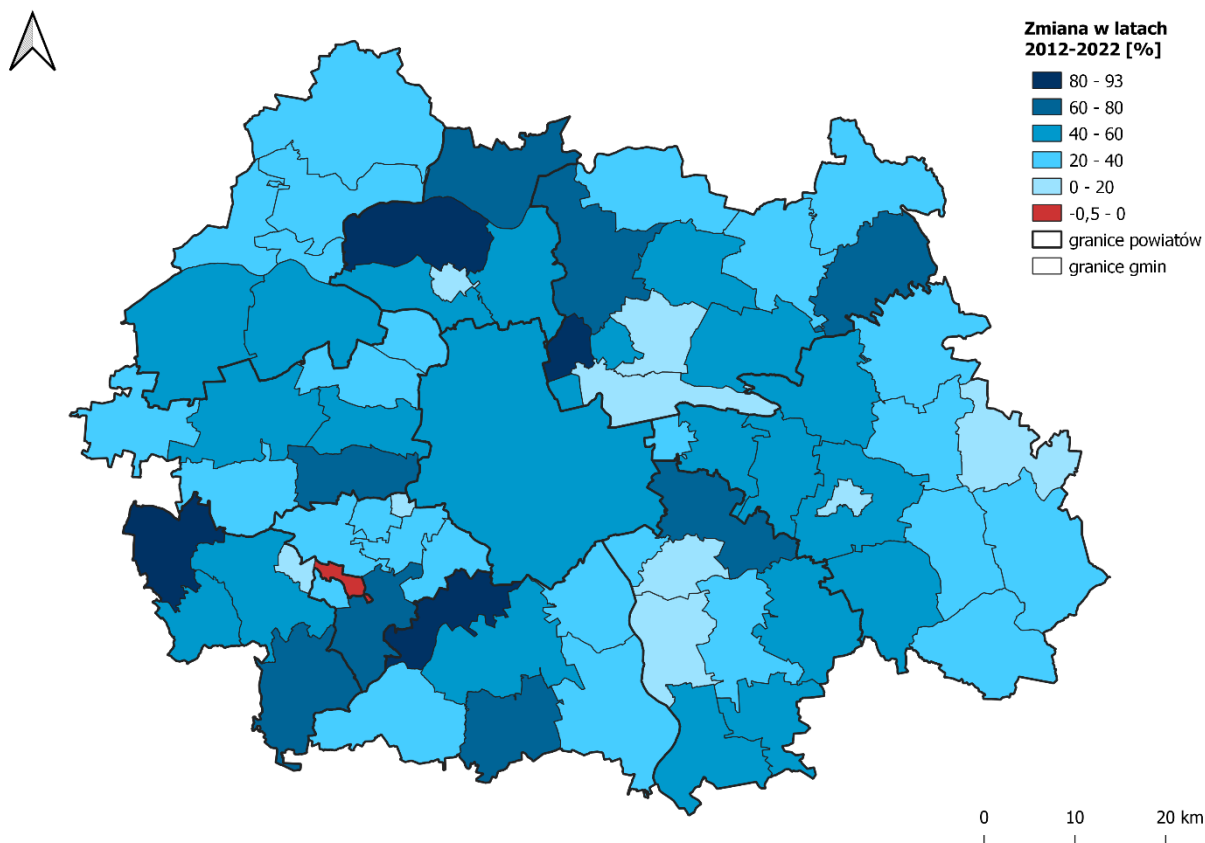 Zmiana w latach
2012-2022 [%]
80 - 93
60 - 80
40 - 60
20 - 40
0 - 20
-0,5 - 0
granice powiatów
granice gmin
0 10 20 km